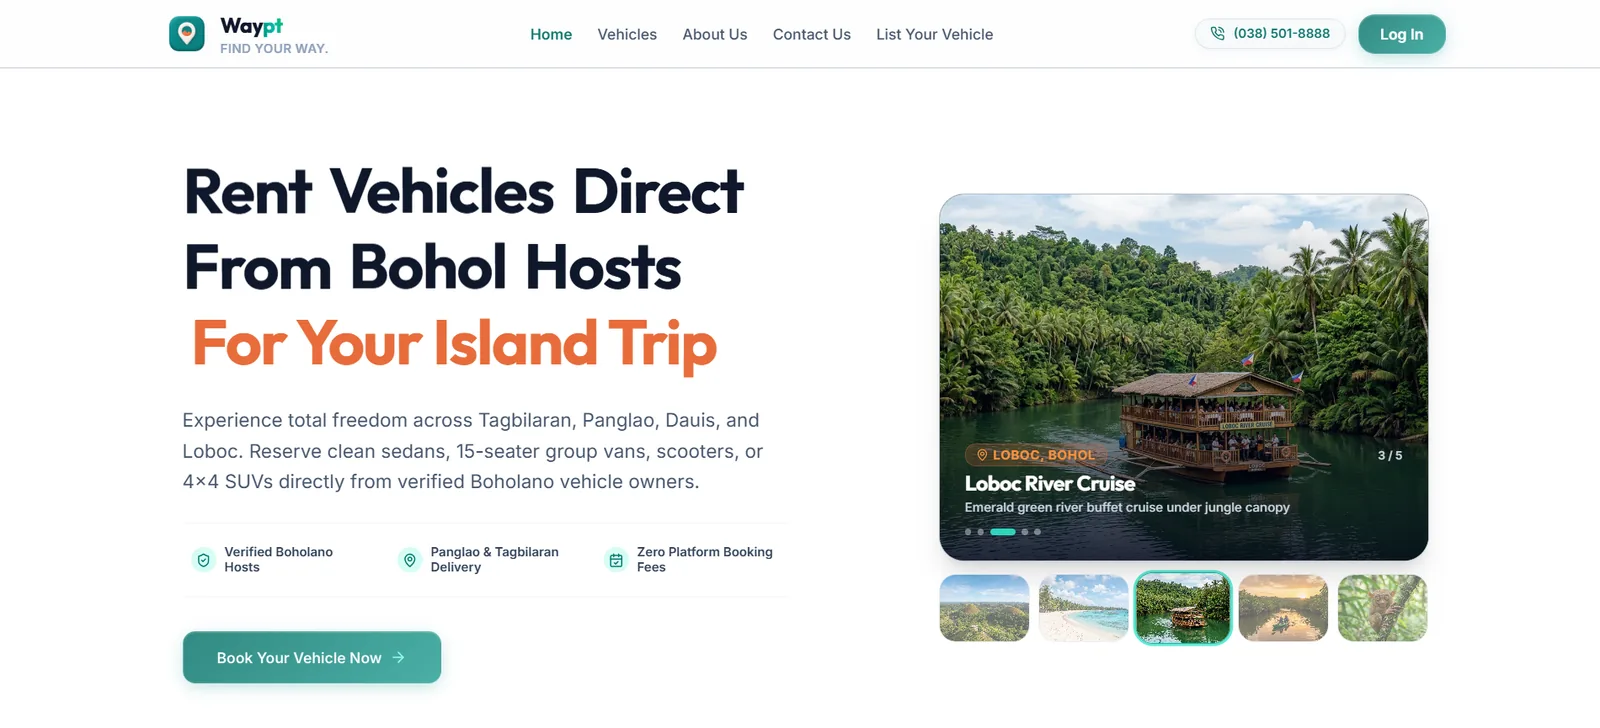 Waypt
FIND YOUR WAY.
Home
Vehicles
About Us
Contact Us
List Your Vehicle
(038) 501-8888
Log In
Rent Vehicles Direct
From Bohol Hosts
For Your Island Trip
Experience total freedom across Tagbilaran, Panglao, Dauis, and
Loboc. Reserve clean sedans, 15-seater group vans, scooters, or
4×4 SUVs directly from verified Boholano vehicle owners.
Verified Boholano
Hosts
Panglao & Tagbilaran
Delivery
Zero Platform Booking
Fees
Book Your Vehicle Now
LOBOC RIVER CRUISE
LOBOC, BOHOL
3 / 5
Loboc River Cruise
Emerald green river buffet cruise under jungle canopy